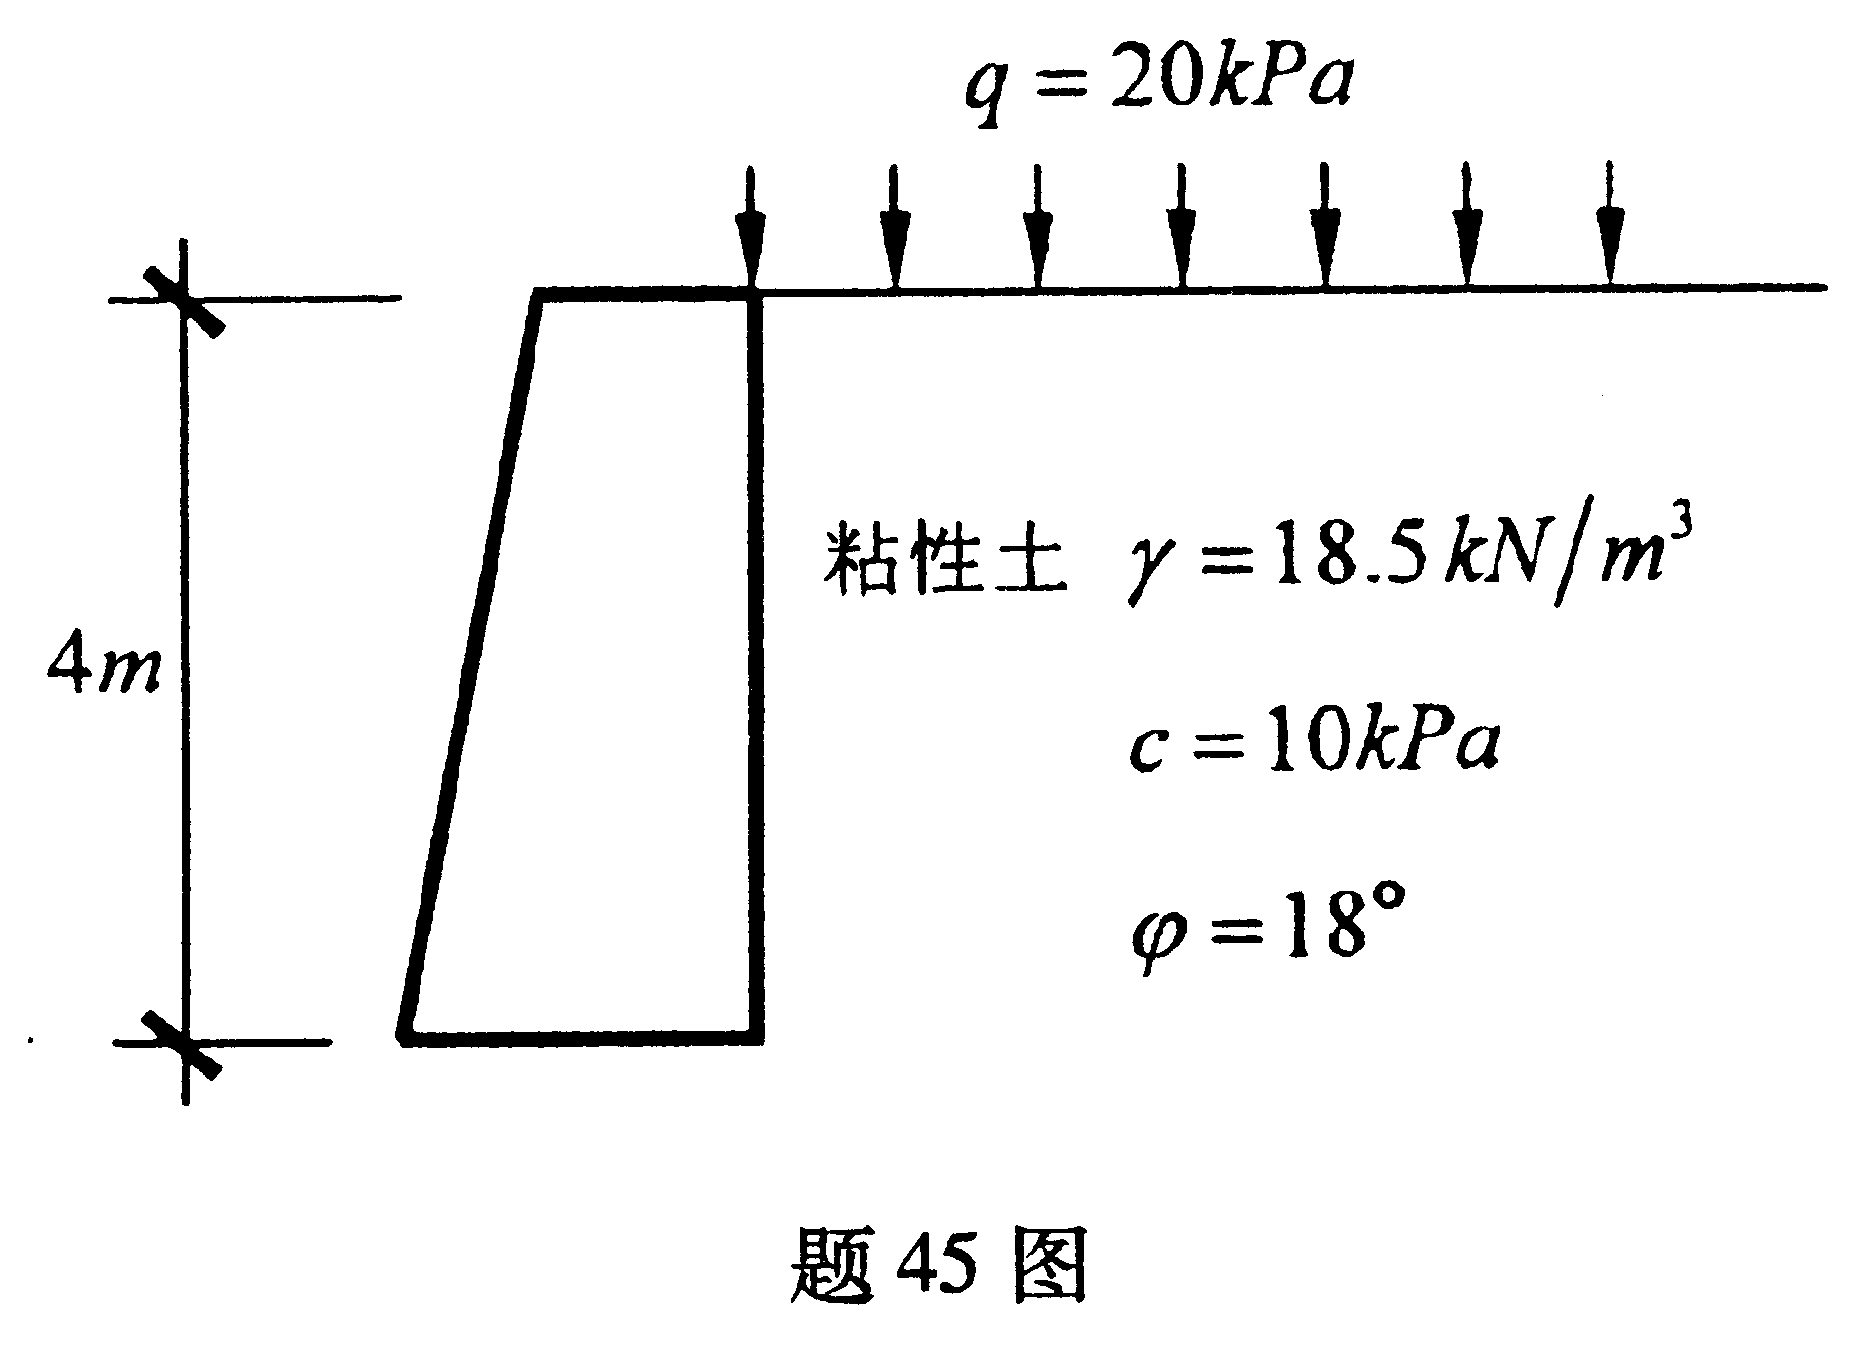 q = 20kPa
粘性土 γ = 18.5kN/m³
4m
c = 10kPa
φ = 18°
题 45 图